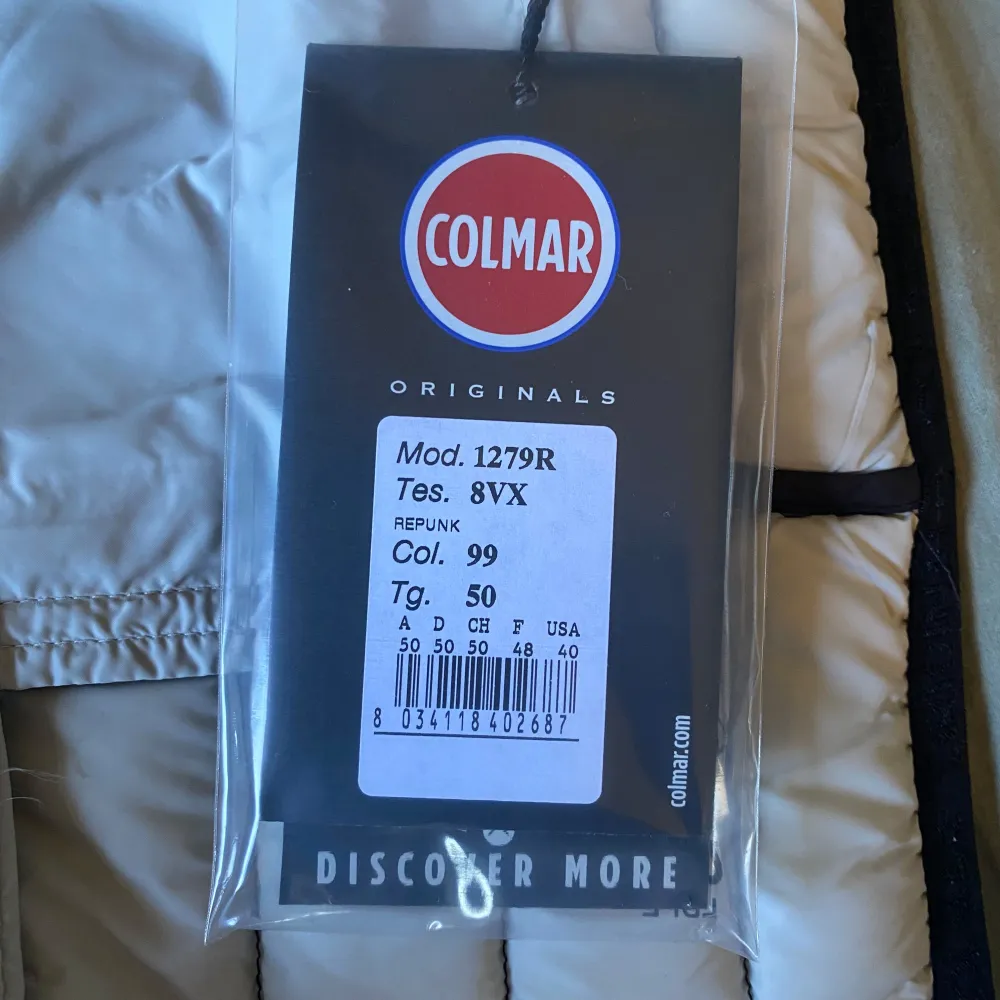 COLMAR
ORIGINALS
Mod. 1279R
Tes. 8VX
REPUNK
Col. 99
Tg. 50
A D CH F USA
50 50 50 48 40
8 034118 402687
colmar.com
DISCOVER MORE